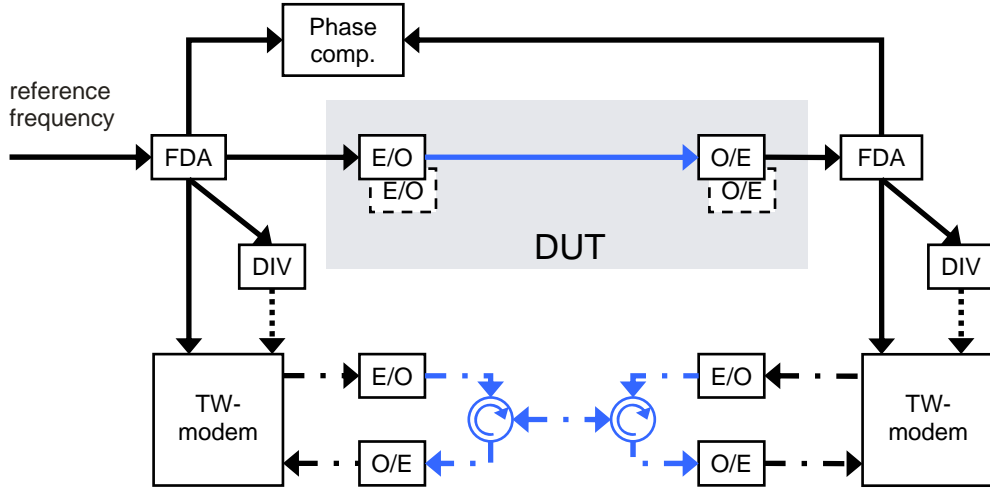 Phase
comp.
reference
frequency
FDA
E/O
O/E
FDA
E/O
O/E
DUT
DIV
DIV
TW-
modem
E/O
E/O
TW-
modem
O/E
O/E